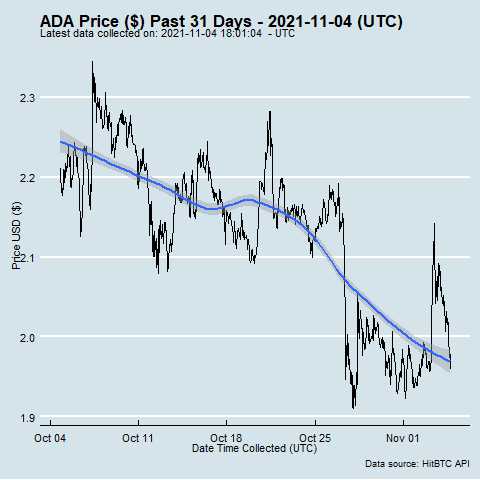 ADA Price ($) Past 31 Days - 2021-11-04 (UTC)
Latest data collected on: 2021-11-04 18:01:04 - UTC
Price USD ($)
2.3
2.2
2.1
2.0
1.9
Oct 04 Oct 11 Oct 18 Oct 25 Nov 01
Date Time Collected (UTC)
Data source: HitBTC API